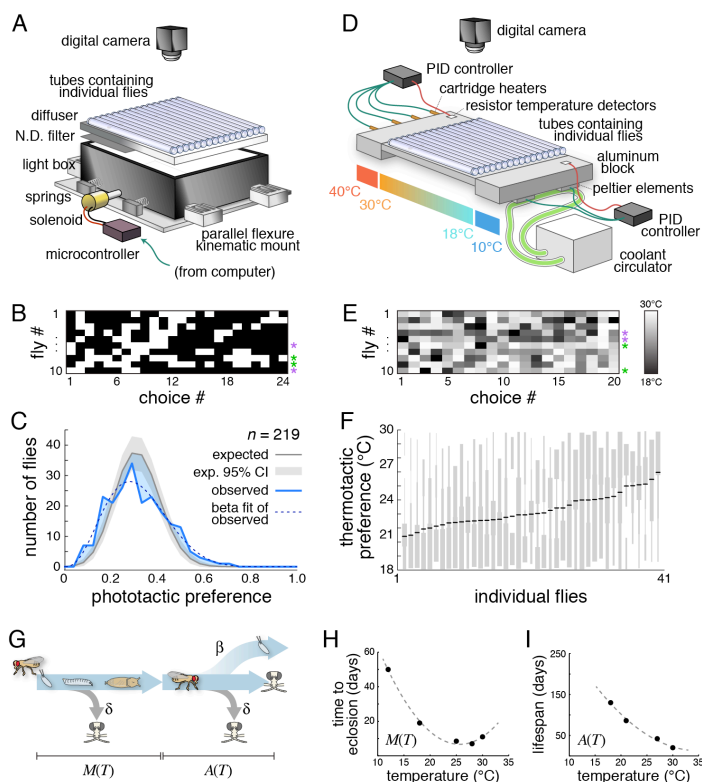 A
digital camera
tubes containing
individual flies
diffuser
N.D. filter
light box
springs
solenoid
microcontroller
parallel flexure
kinematic mount
(from computer)
D
digital camera
PID controller
cartridge heaters
resistor temperature detectors
tubes containing
individual flies
aluminum
block
peltier elements
40°C
30°C
18°C
10°C
PID
controller
coolant
circulator
B
fly #
1
:
:
10
*
*
*
*
1 6 12 18 24
choice #
E
fly #
1
:
:
10
*
*
*
*
1 5 10 15 20
choice #
30°C
18°C
C
n = 219
expected
exp. 95% CI
observed
beta fit of
observed
number of flies
40
30
20
10
0
0 0.2 0.4 0.6 0.8 1.0
phototactic preference
F
thermotactic
preference (°C)
30
27
24
21
18
1 41
individual flies
G
β
δ
δ
M(T) A(T)
H
time to
eclosion (days)
60
40
20
M(T)
10 15 20 25 30 35
temperature (°C)
I
lifespan (days)
250
150
50
A(T)
10 15 20 25 30 35
temperature (°C)